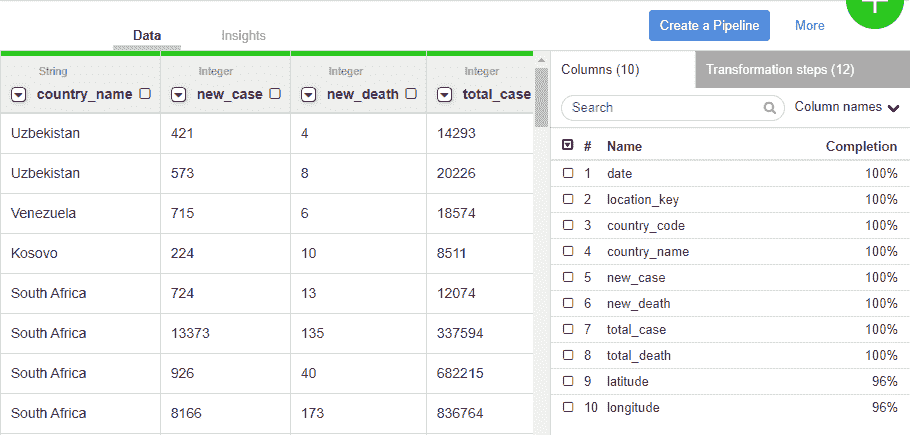 Create a Pipeline More
Data Insights
String Integer Integer Integer
country_name new_case new_death total_case
Uzbekistan 421 4 14293
Uzbekistan 573 8 20226
Venezuela 715 6 18574
Kosovo 224 10 8511
South Africa 724 13 12074
South Africa 13373 135 337594
South Africa 926 40 682215
South Africa 8166 173 836764
Columns (10) Transformation steps (12)
Search Column names
# Name Completion
1 date 100%
2 location_key 100%
3 country_code 100%
4 country_name 100%
5 new_case 100%
6 new_death 100%
7 total_case 100%
8 total_death 100%
9 latitude 96%
10 longitude 96%